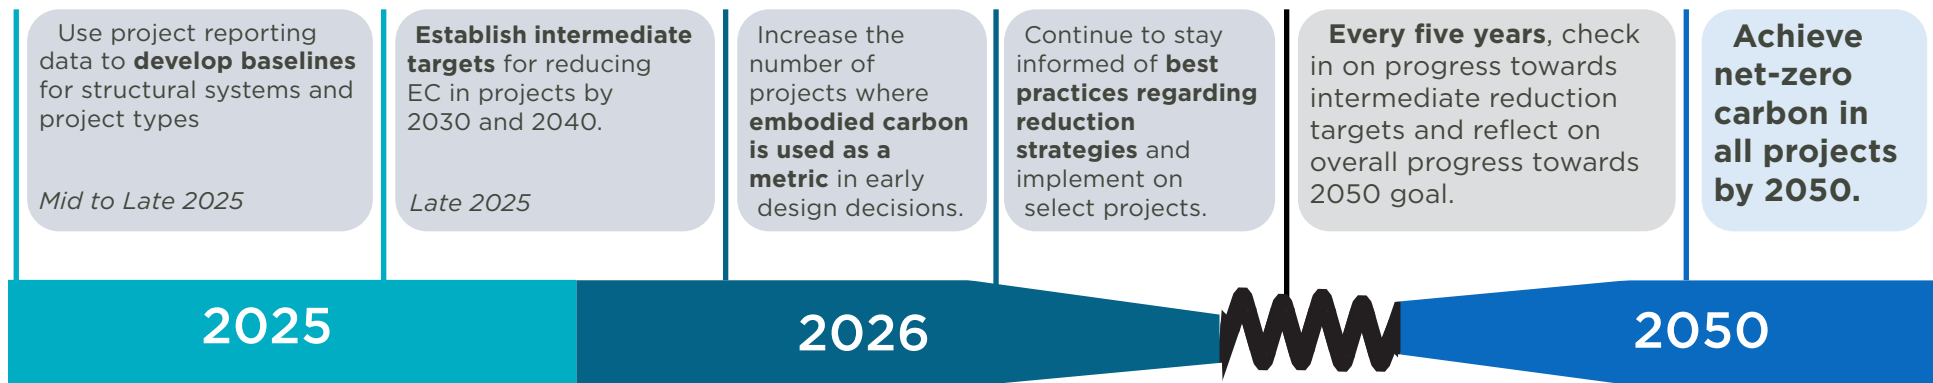 Use project reporting
data to develop baselines
for structural systems and
project types
Mid to Late 2025
Establish intermediate
targets for reducing
EC in projects by
2030 and 2040.
Late 2025
Increase the
number of
projects where
embodied carbon
is used as a
metric in early
design decisions.
Continue to stay
informed of best
practices regarding
reduction
strategies and
implement on
select projects.
Every five years, check
in on progress towards
intermediate reduction
targets and reflect on
overall progress towards
2050 goal.
Achieve
net-zero
carbon in
all projects
by 2050.
2025
2026
2050